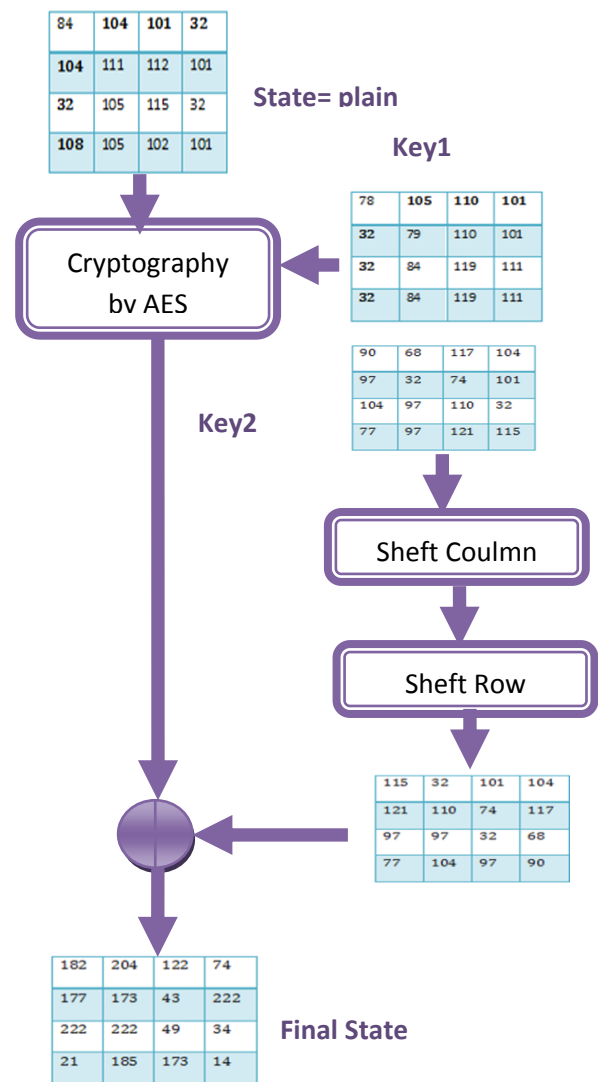 84 104 101 32
104 111 112 101
32 105 115 32
108 105 102 101
State= plain
Key1
78 105 110 101
32 79 110 101
32 84 119 111
32 84 119 111
Cryptography
by AES
90 68 117 104
97 32 74 101
104 97 110 32
77 97 121 115
Key2
Sheft Coulmn
Sheft Row
115 32 101 104
121 110 74 117
97 97 32 68
77 104 97 90
182 204 122 74
177 173 43 222
222 222 49 34
21 185 173 14
Final State